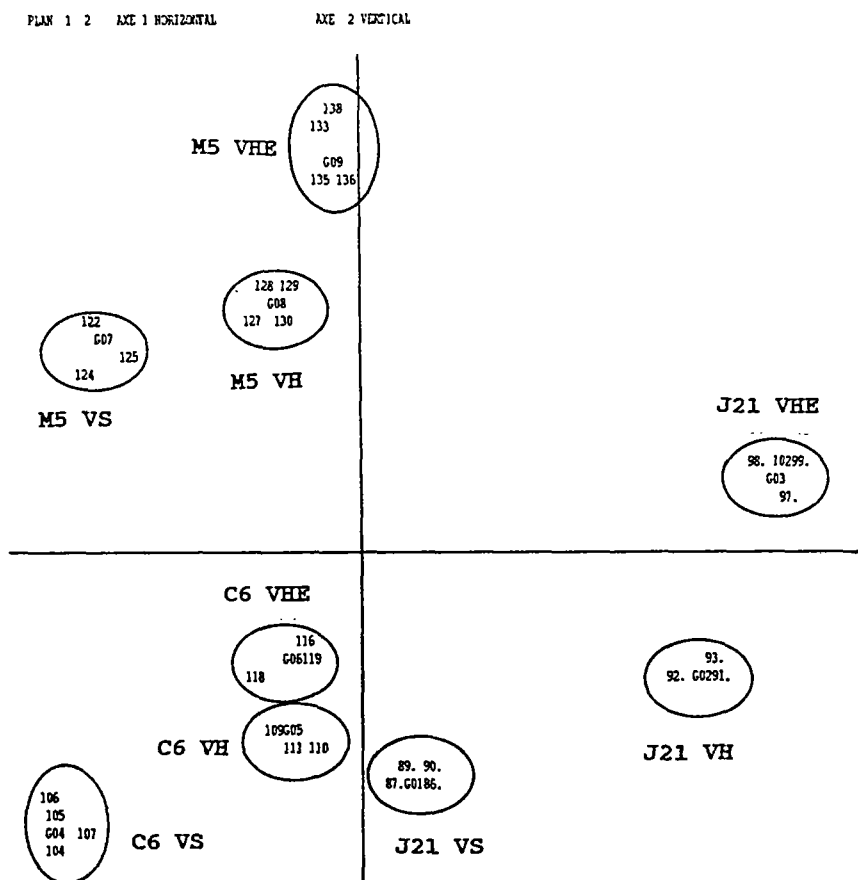 PLAN 1 2 AXE 1 HORIZONTAL AXE 2 VERTICAL
138
133
M5 VHE
G09
135 136
128 129
G08
127 130
122
G07
125
124
M5 VH
M5 VS
J21 VHE
98. 10299.
G03
97.
C6 VHE
116
G06119
118
93.
92. G0291.
109G05
C6 VH
113 110
J21 VH
89. 90.
87.G0186.
106
105
G04 107
104
C6 VS
J21 VS